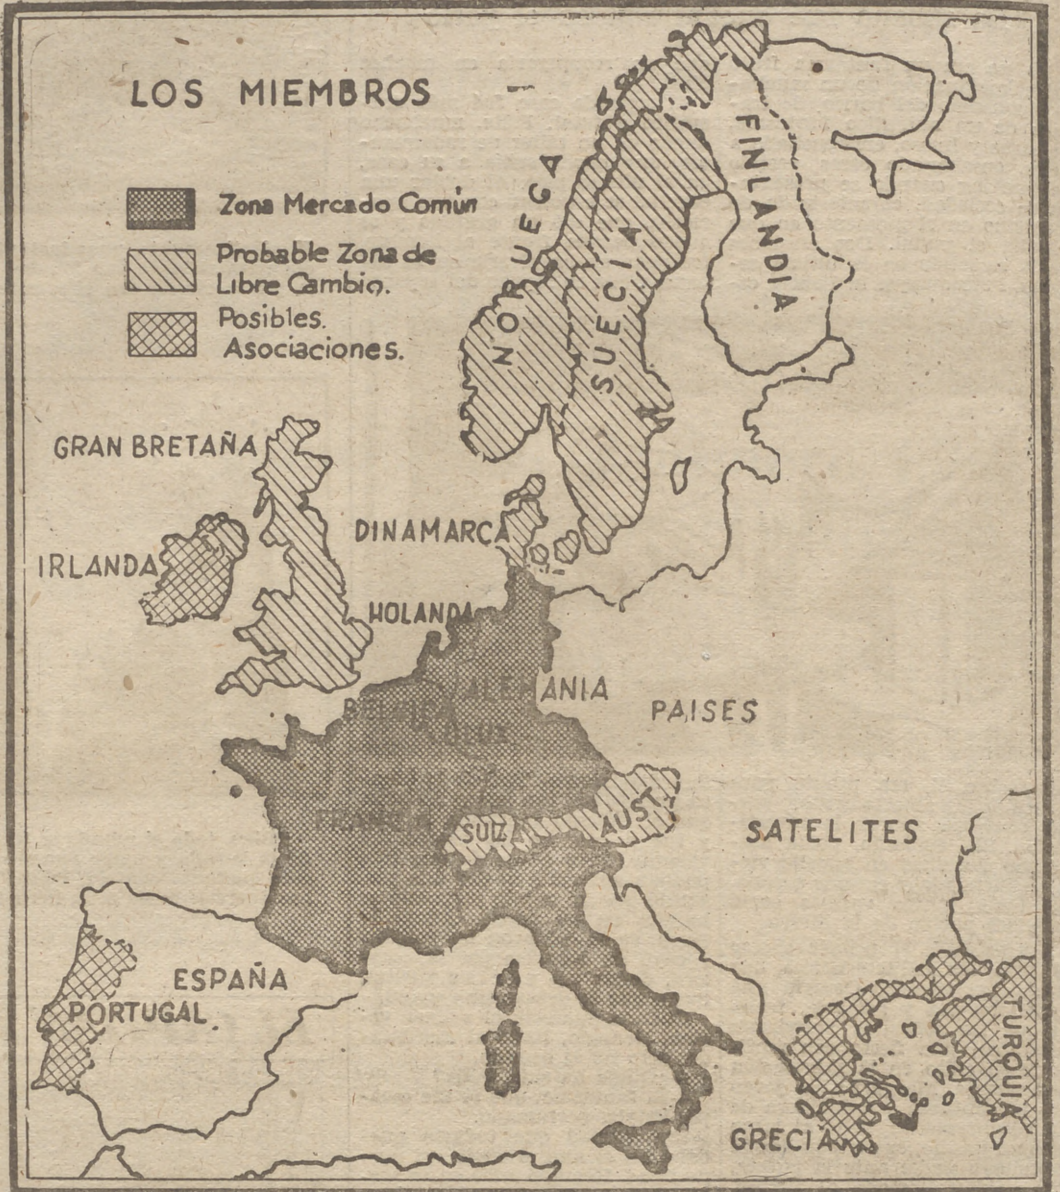 LOS MIEMBROS
Zona Mercado Común
Probable Zona de
Libre Cambio.
Posibles.
Asociaciones.
NORUEGA
SUECIA
FINLANDIA
GRAN BRETAÑA
DINAMARCA
IRLANDA
HOLANDA
ALEMANIA
PAISES
SUIZ
AUST.
SATELITES
ESPAÑA
PORTUGAL.
TURQUIA
GRECIA